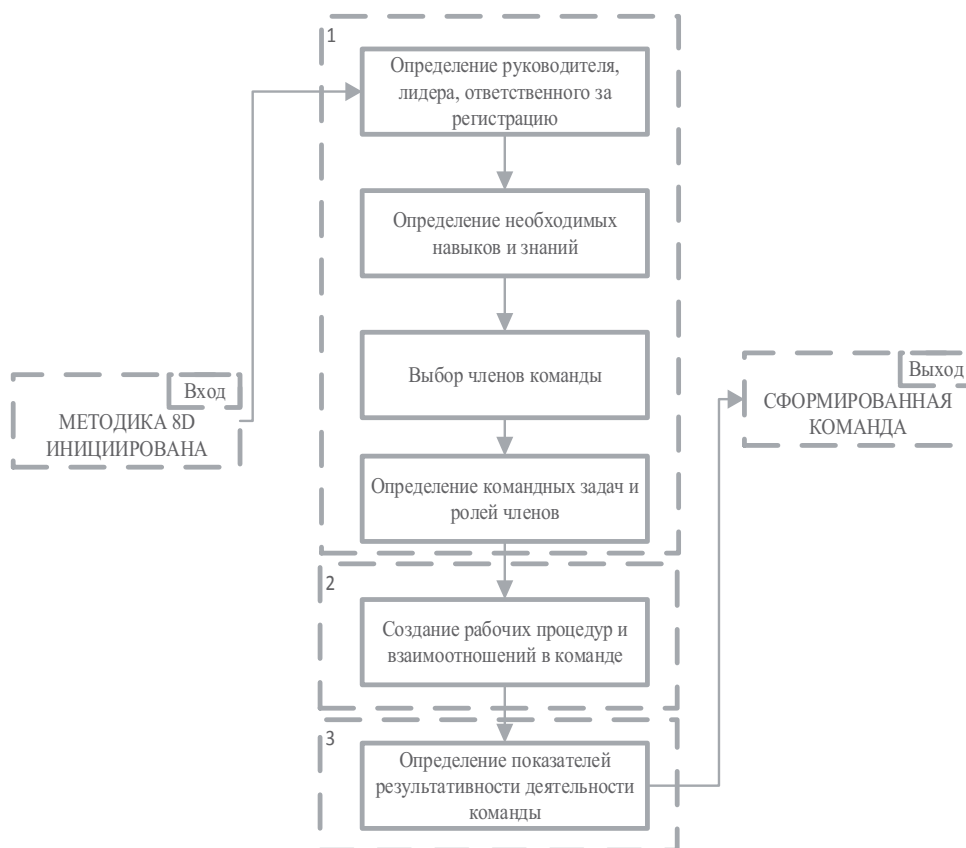 1
Определение руководителя,
лидера, ответственного за
регистрацию
Определение необходимых
навыков и знаний
Выбор членов команды
Вход
МЕТОДИКА 8D
ИНИЦИИРОВАНА
Выход
СФОРМИРОВАННАЯ
КОМАНДА
Определение командных задач и
ролей членов
2
Создание рабочих процедур и
взаимоотношений в команде
3
Определение показателей
результативности деятельности
команды